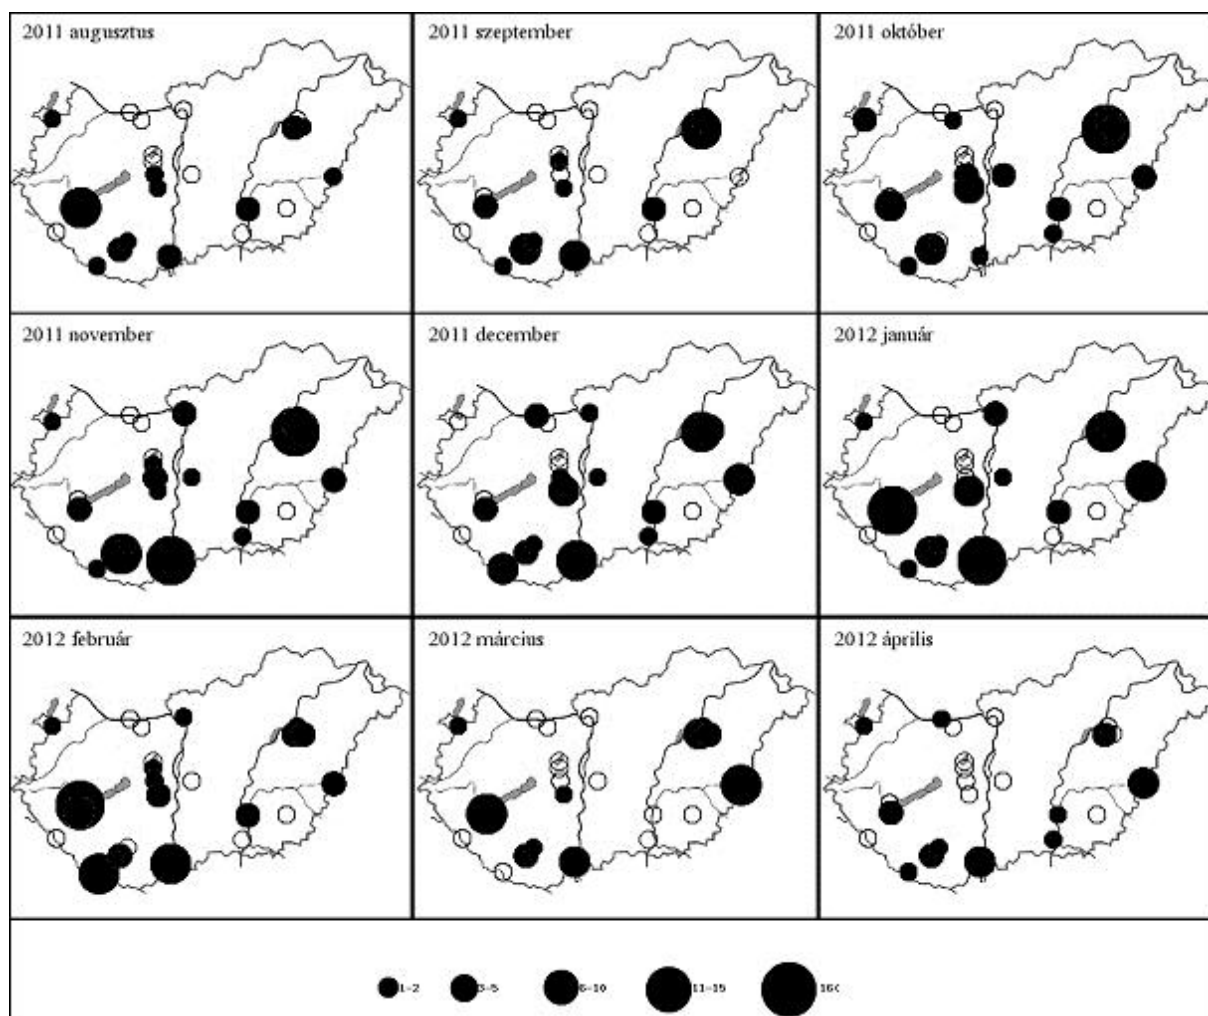 2011 augusztus
2011 szeptember
2011 október
2011 november
2011 december
2012 január
2012 február
2012 március
2012 április
1-2
3-5
6-10
11-15
16<